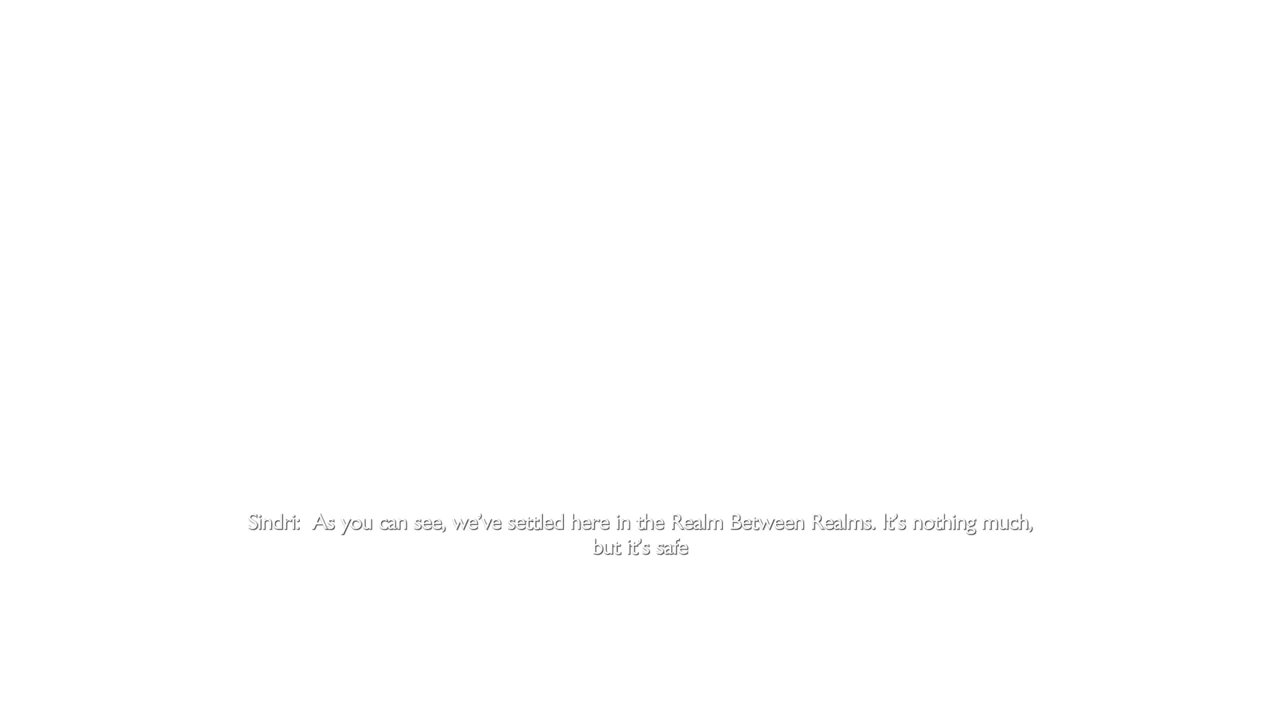 Sindri:  As you can see, we've settled here in the Realm Between Realms. It's nothing much,
but it's safe